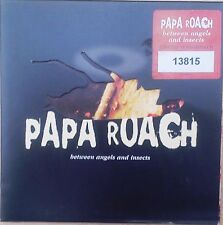 PAPA ROACH
between angels
and insects
13815
PAPA ROACH
between angels and insects